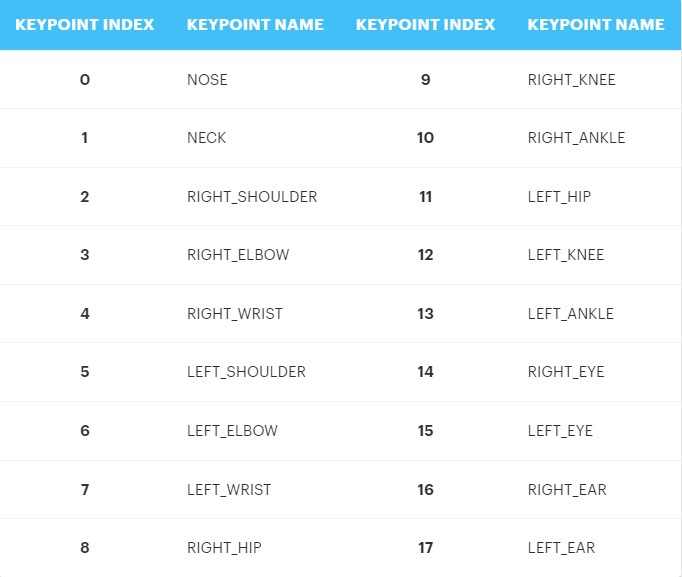 KEYPOINT INDEX KEYPOINT NAME KEYPOINT INDEX KEYPOINT NAME
0 NOSE 9 RIGHT_KNEE
1 NECK 10 RIGHT_ANKLE
2 RIGHT_SHOULDER 11 LEFT_HIP
3 RIGHT_ELBOW 12 LEFT_KNEE
4 RIGHT_WRIST 13 LEFT_ANKLE
5 LEFT_SHOULDER 14 RIGHT_EYE
6 LEFT_ELBOW 15 LEFT_EYE
7 LEFT_WRIST 16 RIGHT_EAR
8 RIGHT_HIP 17 LEFT_EAR